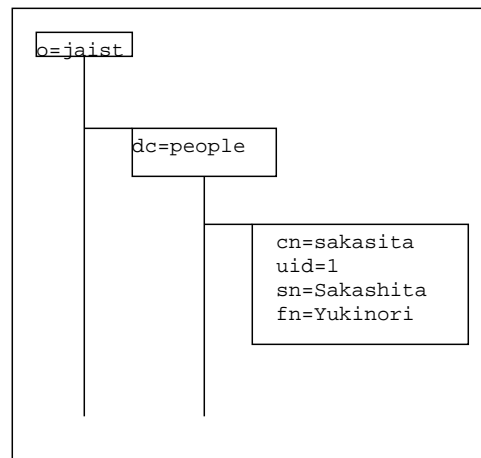 o=jaist
dc=people
cn=sakasita
uid=1
sn=Sakashita
fn=Yukinori